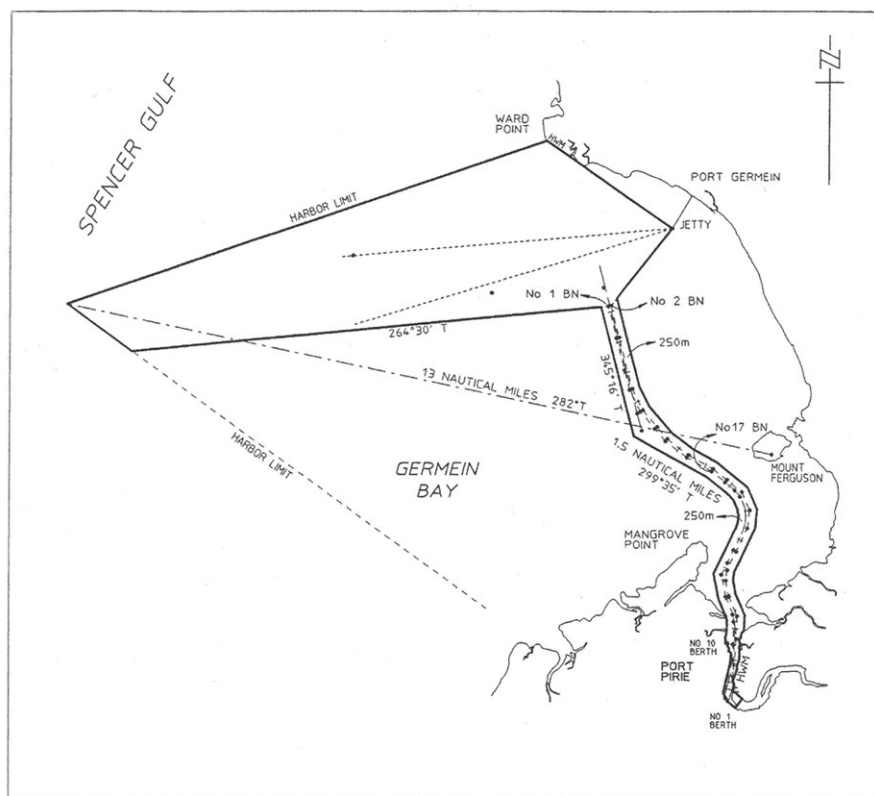 SPENCER GULF
WARD
POINT
HWM
PORT GERMEIN
JETTY
HARBOR LIMIT
No 1 BN
No 2 BN
264°30' T
250m
345°16' T
13 NAUTICAL MILES 282°T
No17 BN
HARBOR LIMIT
1.5 NAUTICAL MILES
299°35' T
MOUNT
FERGUSON
GERMEIN
BAY
250m
MANGROVE
POINT
NO 10
BERTH
PORT
PIRIE
HWM
NO 1
BERTH
N